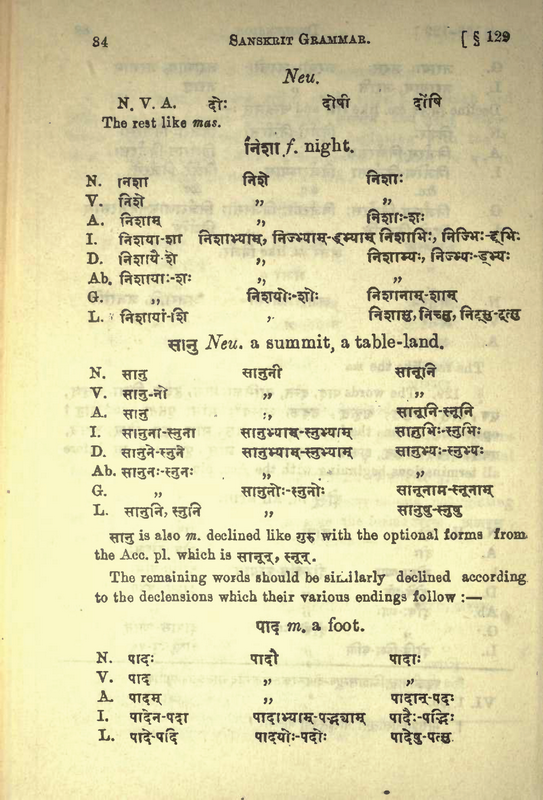 84 SANSKRIT GRAMMAR. [ § 129
Neu.
N. V. A. दोः दोषी दोंषि
The rest like mas.
निशा f. night.
N. निशा निशे निशाः
V. निशे ,, ,,
A. निशाम् ,, निशाः-शः
I. निशया-शा निशाभ्याम्, निज्भ्याम्-ड्भ्याम् निशाभिः, निज्भिः-ड्भिः
D. निशायै-शे ,, निशाभ्यः, निज्भ्यः-ड्भ्यः
Ab. निशायाः-शः ,, ,,
G. ,, निशयोः-शोः निशानाम्-शाम्
L. निशायां-शि ,, निशासु, निच्सु, निट्सु-ट्त्सु
सानु Neu. a summit, a table-land.
N. सानु सानुनी सानूनि
V. सानु-नो ,, ,,
A. सानु ,, सानूनि-स्नूनि
I. सानुना-स्नुना सानुभ्याम्-स्नुभ्याम् सानुभिः-स्नुभिः
D. सानुने-स्नुने सानुभ्याम्-स्नुभ्याम् सानुभ्यः-स्नुभ्यः
Ab. सानुनः-स्नुनः ,, ,,
G. ,, सानुनोः-स्नुनोः सानूनाम-स्नूनाम्
L. सानुनि, स्नुनि ,, सानुषु-स्नुषु
सानु is also m. declined like गुरु with the optional forms from
the Acc. pl. which is सानून्, स्नून्.
The remaining words should be similarly declined according
to the declensions which their various endings follow :—
पाद m. a foot.
N. पादः पादौ पादाः
V. पाद ,, ,,
A. पादम् ,, पादान्-पदः
I. पादेन-पदा पादाभ्याम्-पद्भ्याम् पादैः-पद्भिः
L. पादे-पदि पादयोः-पदोः पादेषु-पत्सु